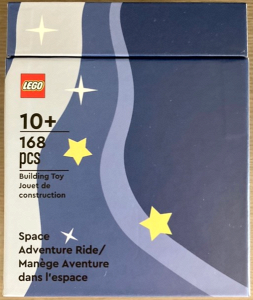 LEGO
10+
168
pcs
Building Toy
Jouet de
construction
Space
Adventure Ride/
Manège Aventure
dans l'espace